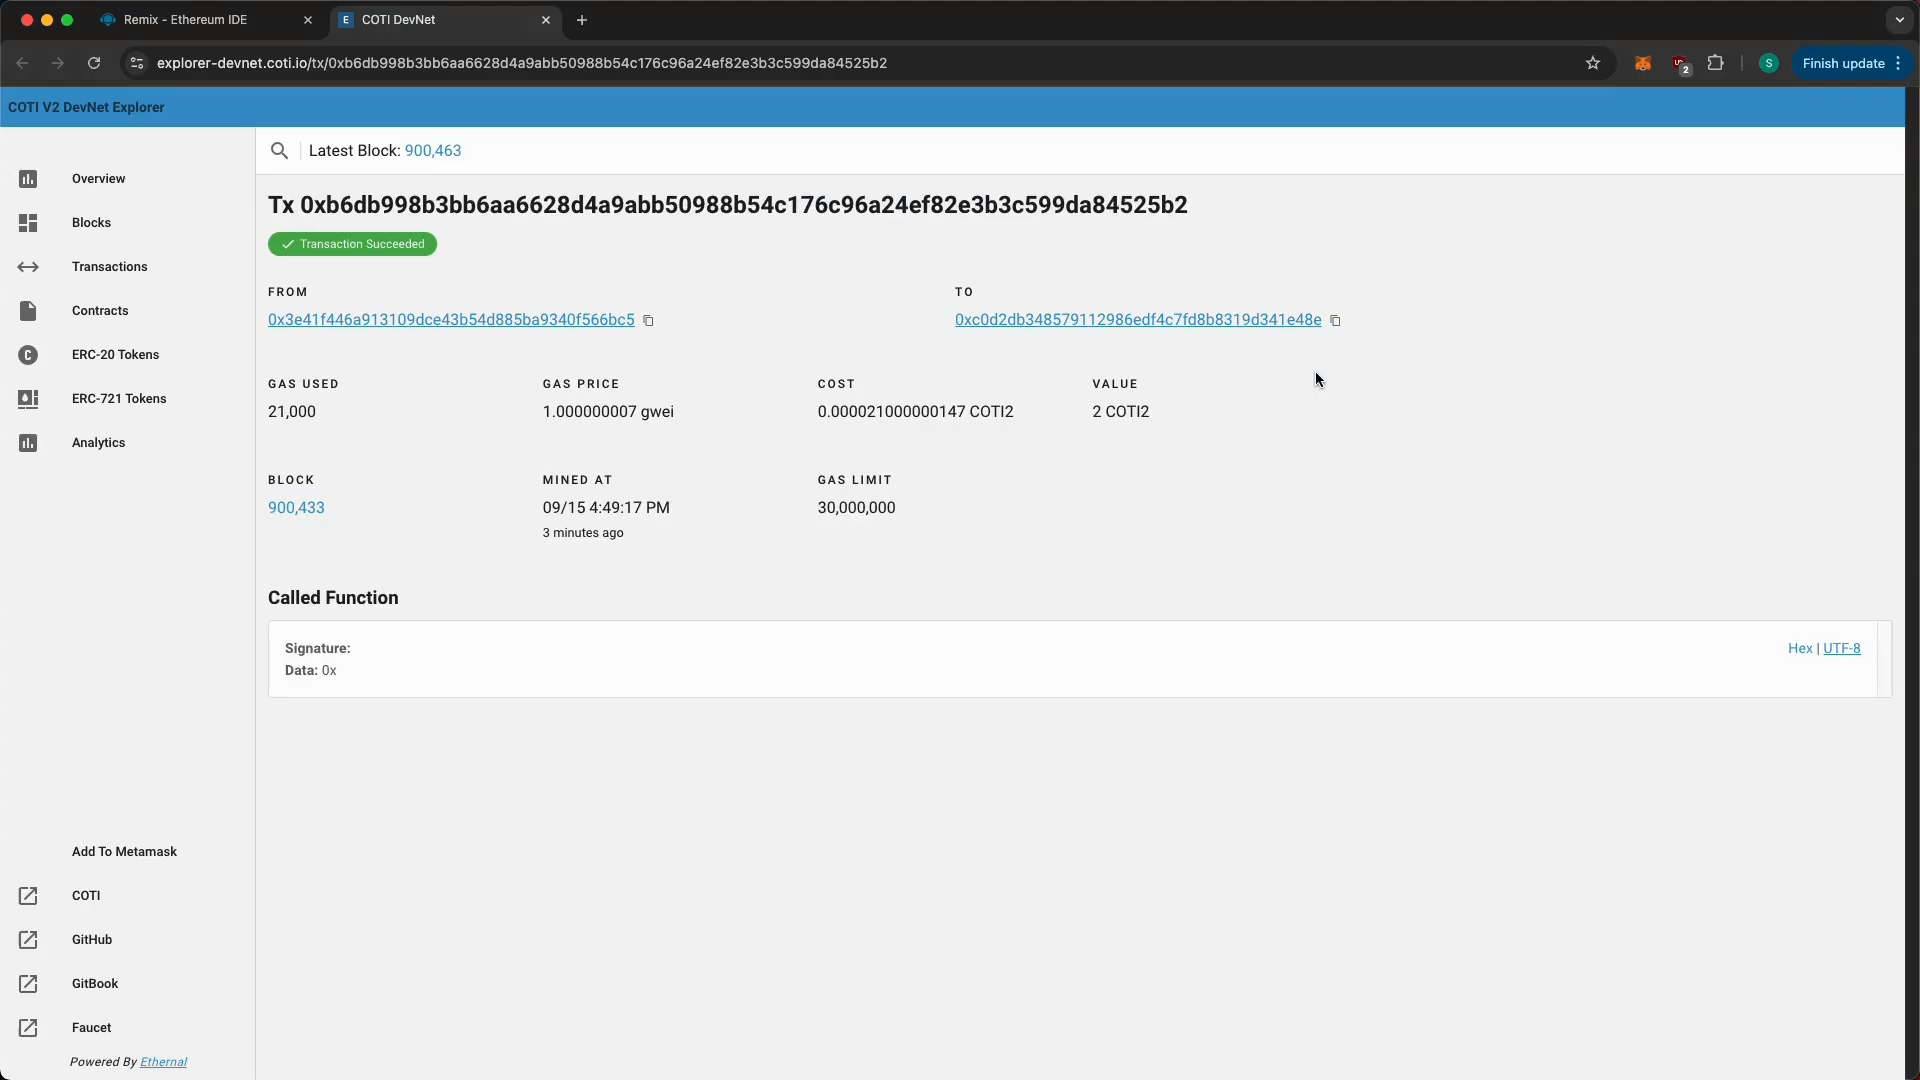 Remix - Ethereum IDE
E COTI DevNet
explorer-devnet.coti.io/tx/0xb6db998b3bb6aa6628d4a9abb50988b54c176c96a24ef82e3b3c599da84525b2
2
S
Finish update
COTI V2 DevNet Explorer
Latest Block: 900,463
Overview
Blocks
Transactions
Contracts
C ERC-20 Tokens
ERC-721 Tokens
Analytics
Add To Metamask
COTI
GitHub
GitBook
Faucet
Powered By Ethernal
Tx 0xb6db998b3bb6aa6628d4a9abb50988b54c176c96a24ef82e3b3c599da84525b2
Transaction Succeeded
FROM
0x3e41f446a913109dce43b54d885ba9340f566bc5
TO
0xc0d2db348579112986edf4c7fd8b8319d341e48e
GAS USED
21,000
GAS PRICE
1.000000007 gwei
COST
0.000021000000147 COTI2
VALUE
2 COTI2
BLOCK
900,433
MINED AT
09/15 4:49:17 PM
3 minutes ago
GAS LIMIT
30,000,000
Called Function
Signature:
Hex | UTF-8
Data: 0x